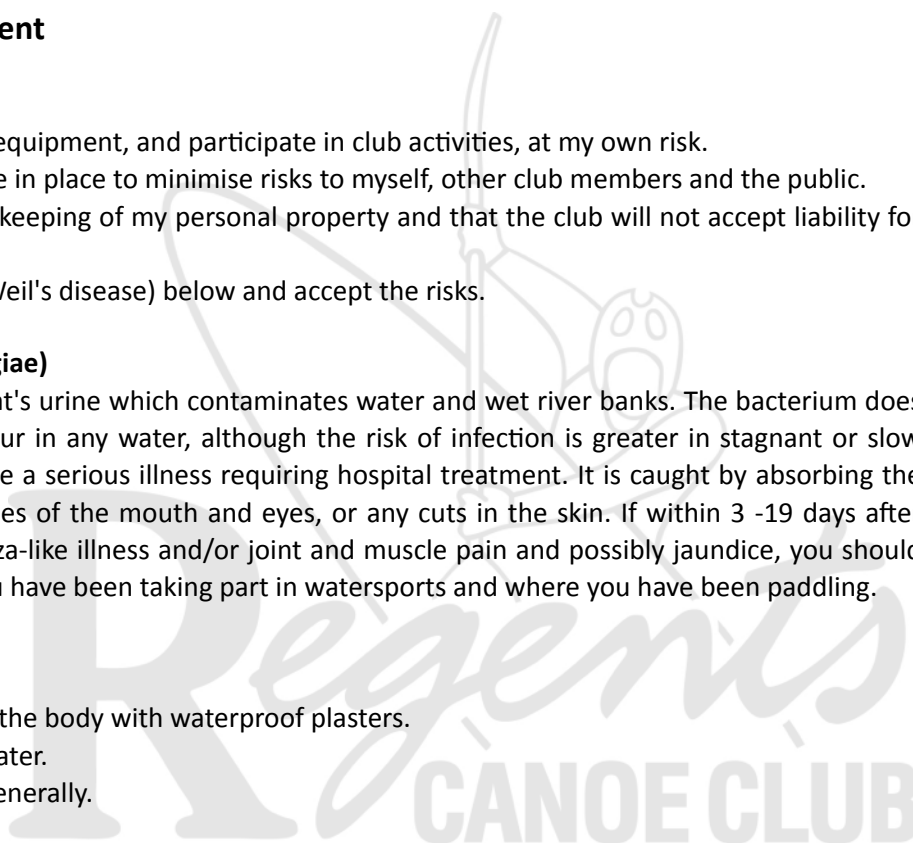 ent
equipment, and participate in club activities, at my own risk.
e in place to minimise risks to myself, other club members and the public.
keeping of my personal property and that the club will not accept liability fo
Veil's disease) below and accept the risks.
giae)
at's urine which contaminates water and wet river banks. The bacterium does
ur in any water, although the risk of infection is greater in stagnant or slow
e a serious illness requiring hospital treatment. It is caught by absorbing the
es of the mouth and eyes, or any cuts in the skin. If within 3 -19 days after
za-like illness and/or joint and muscle pain and possibly jaundice, you should
u have been taking part in watersports and where you have been paddling.
the body with waterproof plasters.
ater.
enerally.
Regents
CANOE CLUB